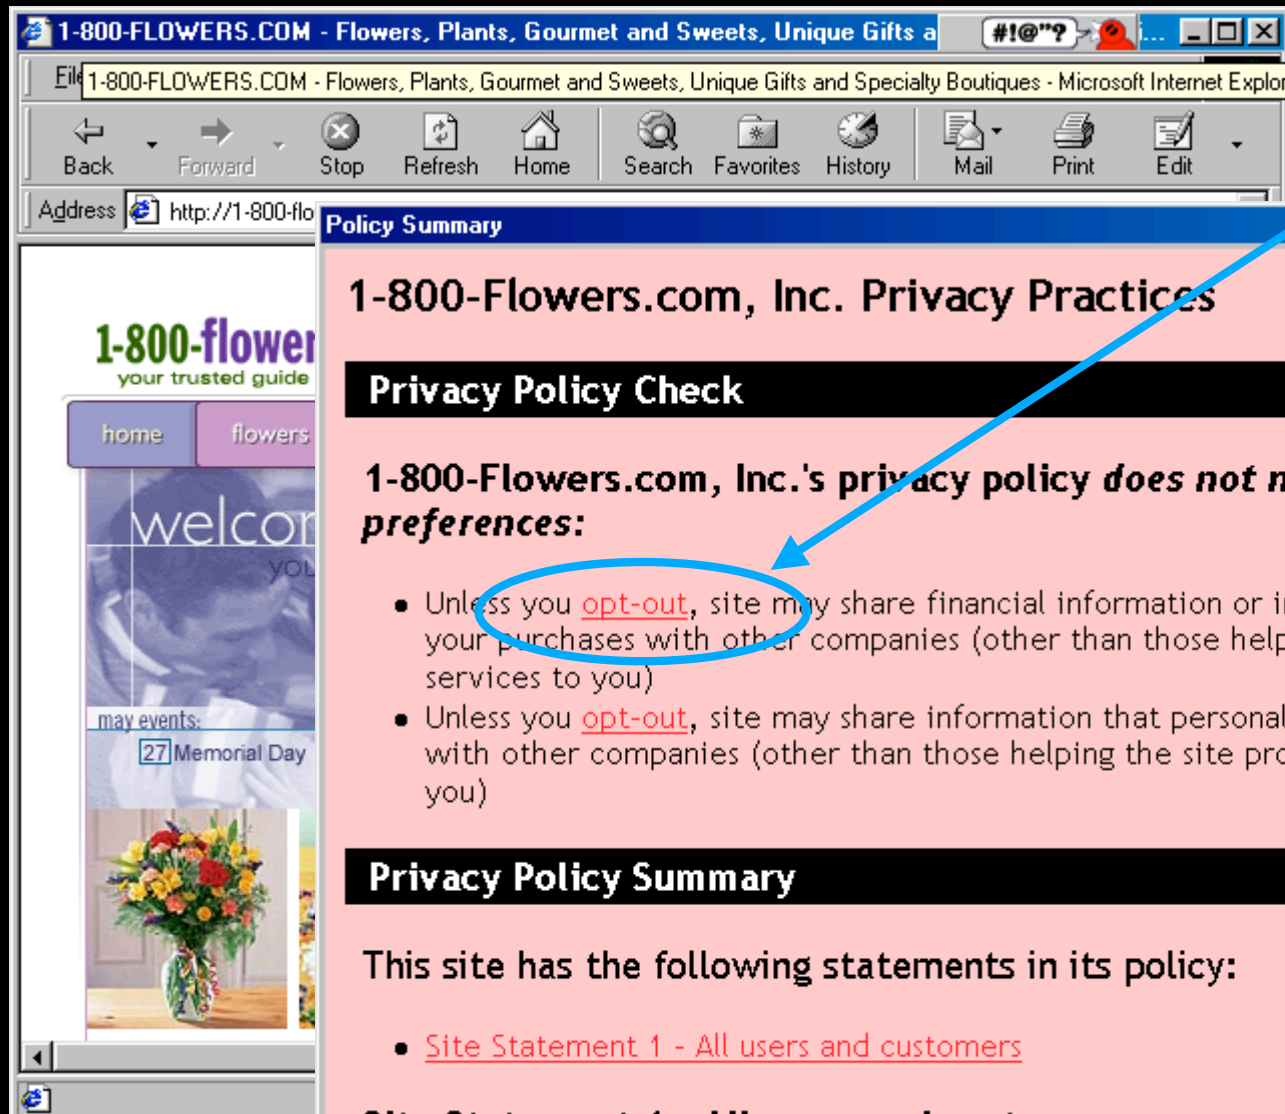 1-800-FLOWERS.COM - Flowers, Plants, Gourmet and Sweets, Unique Gifts a
#!@"?
...
File
1-800-FLOWERS.COM - Flowers, Plants, Gourmet and Sweets, Unique Gifts and Specialty Boutiques - Microsoft Internet Explor
Back Forward Stop Refresh Home Search Favorites History Mail Print Edit
Address http://1-800-flo
Policy Summary
1-800-Flowers.com, Inc. Privacy Practices
1-800-flower
your trusted guide
Privacy Policy Check
home flowers
1-800-Flowers.com, Inc.'s privacy policy does not
preferences:
welcom
YOU
• Unless you opt-out, site may share financial information or
your purchases with other companies (other than those help
services to you)
• Unless you opt-out, site may share information that personal
with other companies (other than those helping the site pro
you)
may events:
27 Memorial Day
Privacy Policy Summary
This site has the following statements in its policy:
• Site Statement 1 - All users and customers